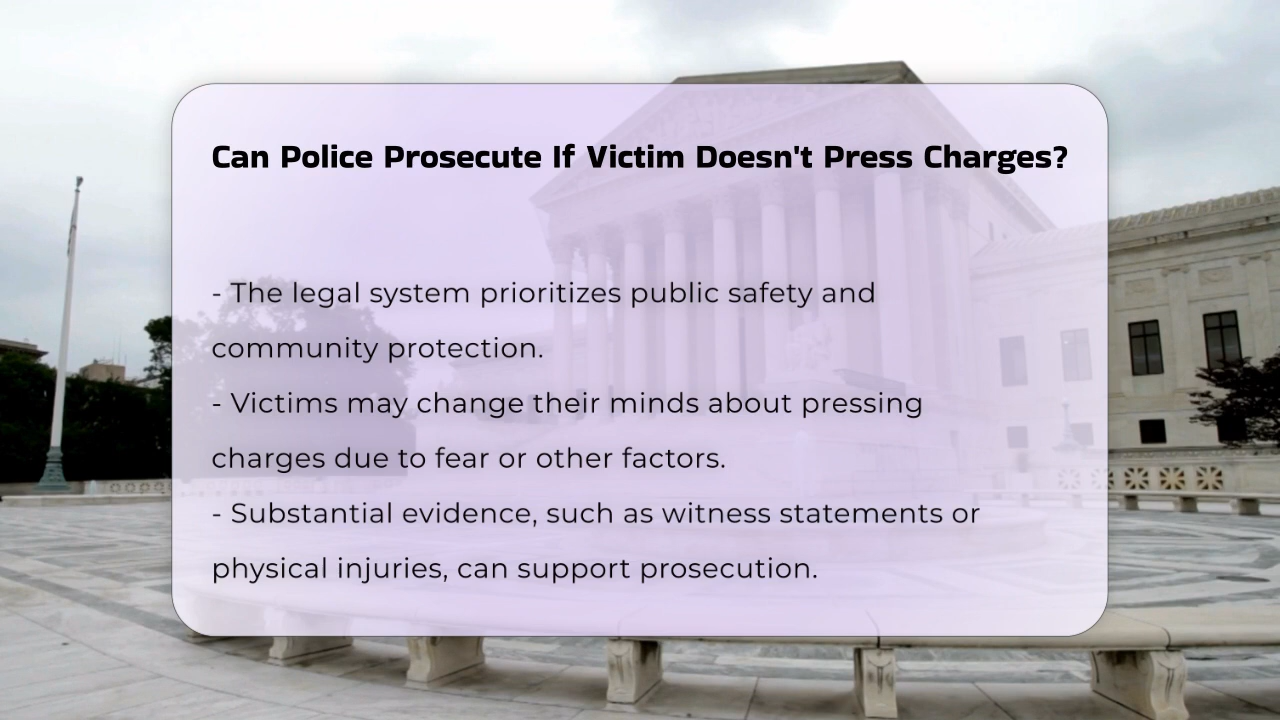 Can Police Prosecute If Victim Doesn't Press Charges?
- The legal system prioritizes public safety and
community protection.
- Victims may change their minds about pressing
charges due to fear or other factors.
- Substantial evidence, such as witness statements or
physical injuries, can support prosecution.